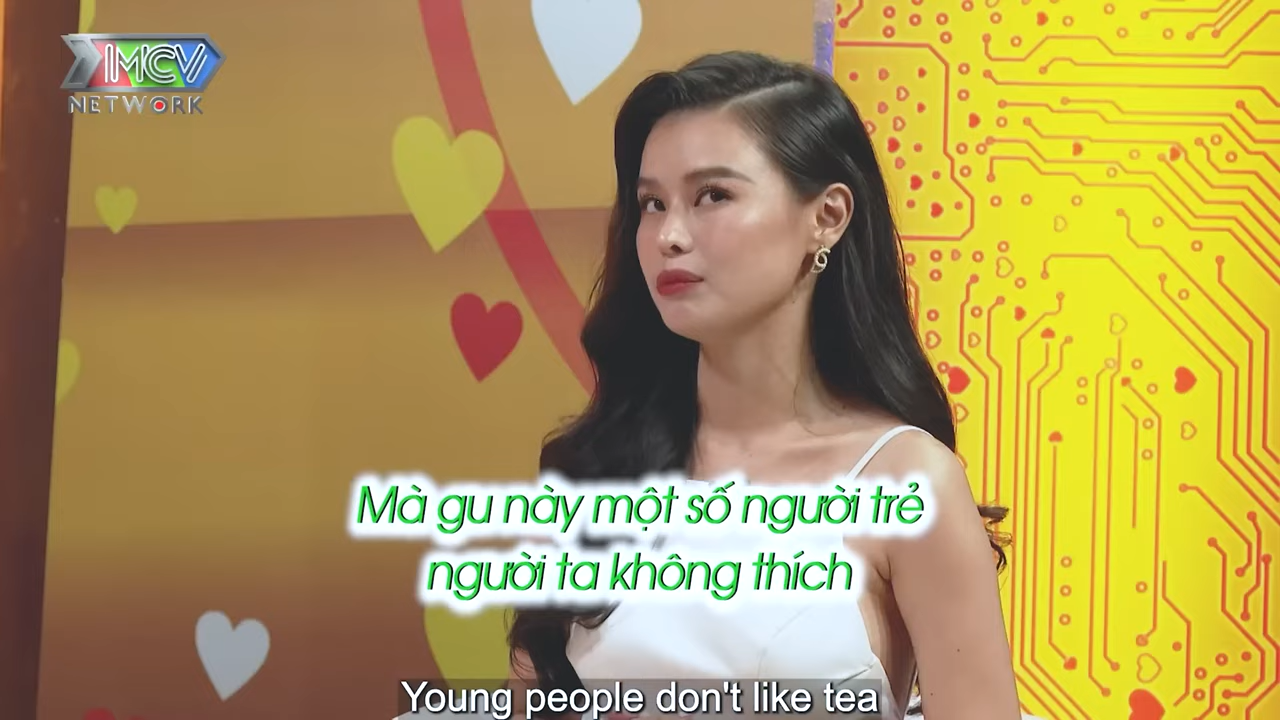 MCV
NETWORK
Mà gu này một số người trẻ
người ta không thích
Young people don't like tea